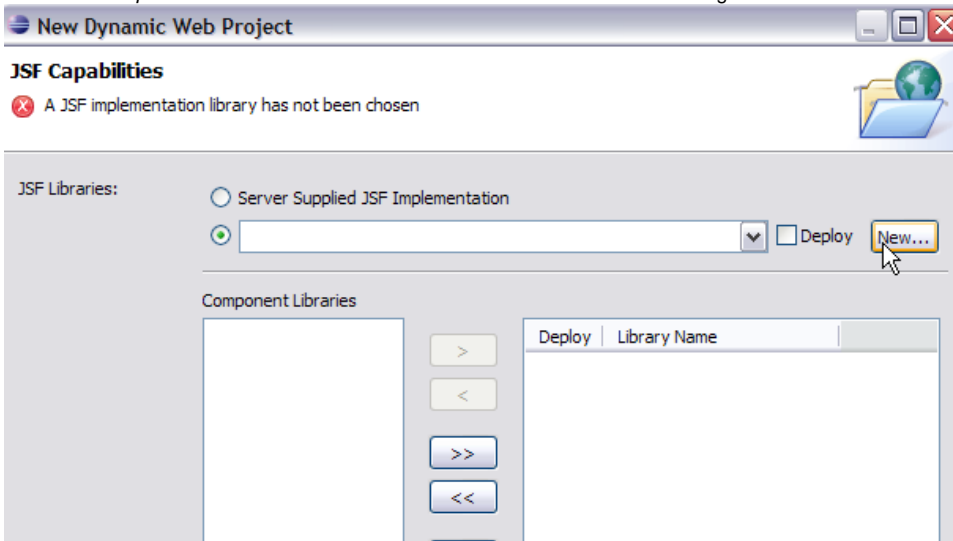 New Dynamic Web Project
JSF Capabilities
A JSF implementation library has not been chosen
JSF Libraries:
Server Supplied JSF Implementation
Deploy New...
Component Libraries
Deploy Library Name
>
<
>>
<<